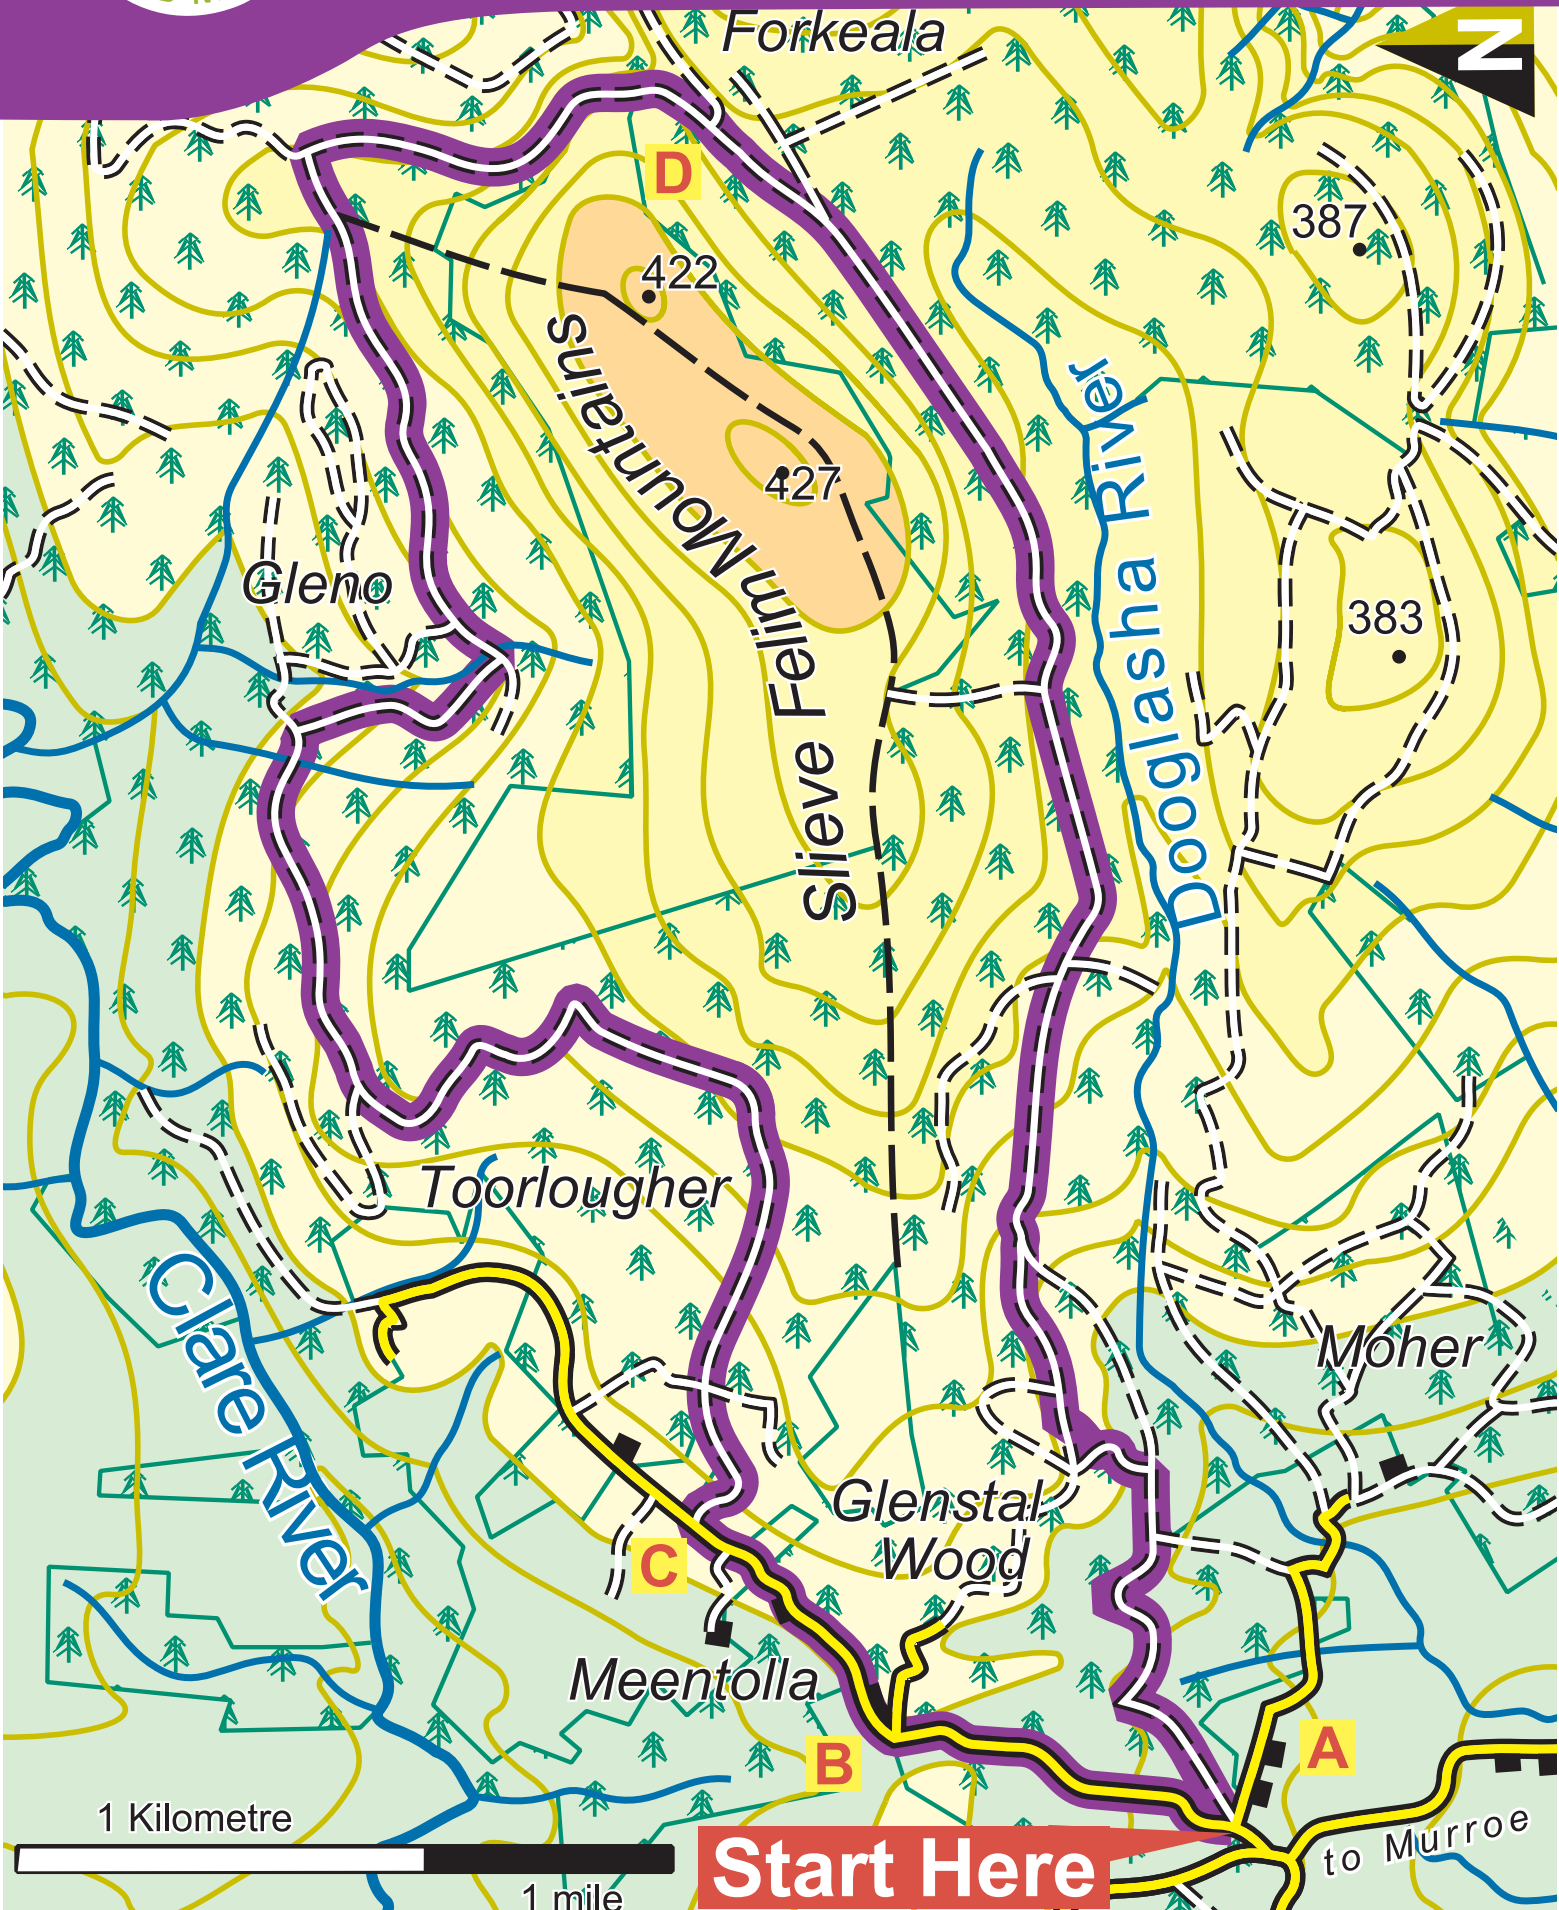 Forkeala
N
D
387
422
Slieve Felim Mountains
427
Dooglasha River
Gleno
383
Toorlougher
Clare River
Moher
Glenstal
Wood
C
Meentolla
A
B
1 Kilometre
to Murroe
Start Here
1 mile